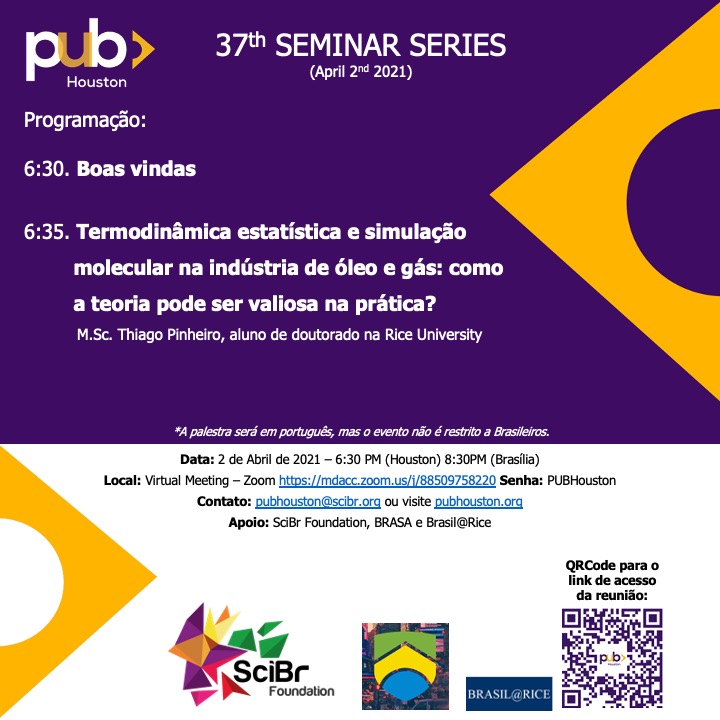 pub
Houston
37th SEMINAR SERIES
(April 2nd 2021)
Programação:
6:30. Boas vindas
6:35. Termodinâmica estatística e simulação
molecular na indústria de óleo e gás: como
a teoria pode ser valiosa na prática?
M.Sc. Thiago Pinheiro, aluno de doutorado na Rice University
*A palestra será em português, mas o evento não é restrito a Brasileiros.
Data: 2 de Abril de 2021 – 6:30 PM (Houston) 8:30PM (Brasília)
Local: Virtual Meeting – Zoom https://mdacc.zoom.us/j/88509758220 Senha: PUBHouston
Contato: pubhouston@scibr.org ou visite pubhouston.org
Apoio: SciBr Foundation, BRASA e Brasil@Rice
QRCode para o
link de acesso
da reunião:
pub
SciBr
Foundation
BRASIL@RICE